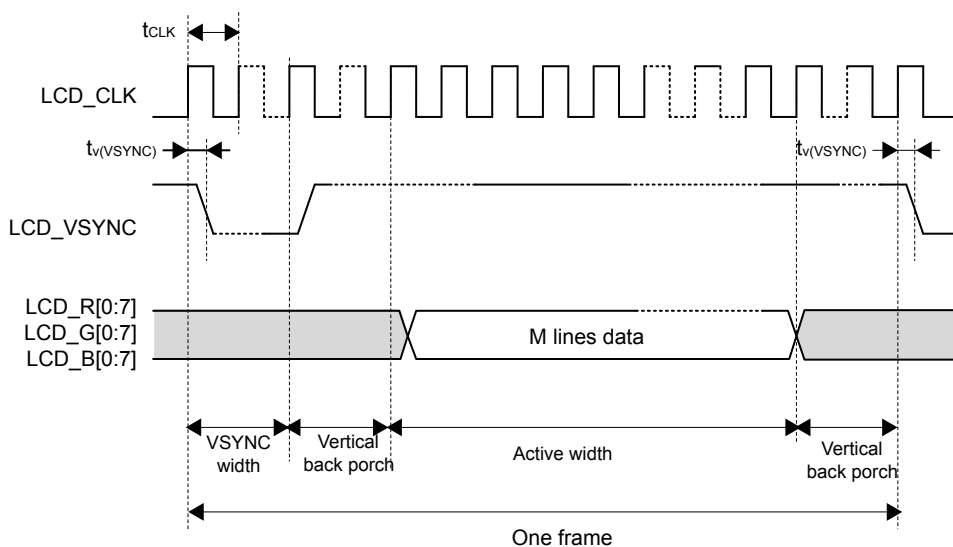 tCLK
LCD_CLK
tv(VSYNC)
tv(VSYNC)
LCD_VSYNC
LCD_R[0:7]
LCD_G[0:7]
LCD_B[0:7]
M lines data
VSYNC
width
Vertical
back porch
Active width
Vertical
back porch
One frame